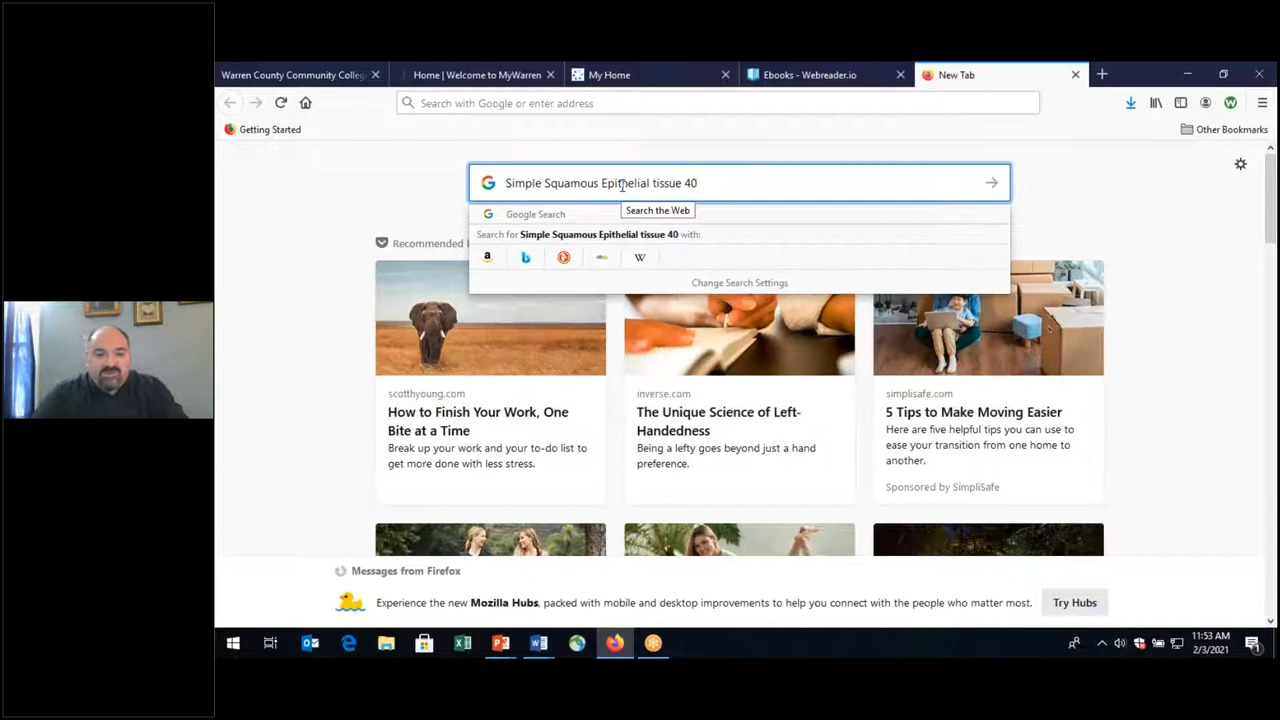 Warren County Community Colleg
Home | Welcome to MyWarren
My Home
Ebooks - Webreader.io
New Tab
Search with Google or enter address
Getting Started
Other Bookmarks
Simple Squamous Epithelial tissue 40
Search the Web
Google Search
Search for Simple Squamous Epithelial tissue 40 with:
Change Search Settings
Recommended
scotthyoung.com
How to Finish Your Work, One
Bite at a Time
Break up your work and your to-do list to
get more done with less stress.
inverse.com
The Unique Science of Left-
Handedness
Being a lefty goes beyond just a hand
preference.
simplisafe.com
5 Tips to Make Moving Easier
Here are five helpful tips you can use to
ease your transition from one home to
another.
Sponsored by SimpliSafe
Messages from Firefox
Experience the new Mozilla Hubs, packed with mobile and desktop improvements to help you connect with the people who matter most.
Try Hubs
11:53 AM
2/3/2021